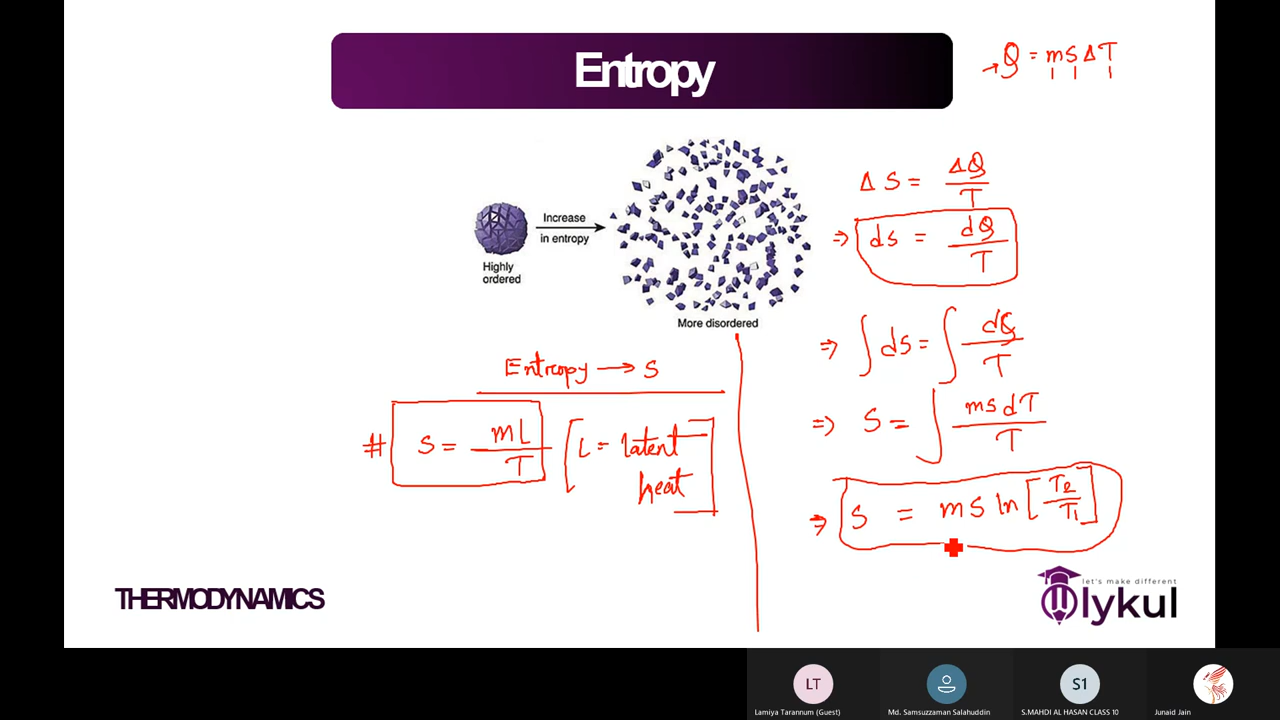 Entropy
→ Q = msΔT
Increase
in entropy
Highly
ordered
More disordered
ΔS = ΔQ/T
⇒ ds = dQ/T
⇒ ∫ds = ∫ dQ/T
⇒ S = ∫ msdT/T
⇒ S = ms ln [T2/T1]
Entropy → S
# S = mL/T [L = latent
heat]
THERMODYNAMICS
let's make different
lykul
LT
S1
Lamiya Tarannum (Guest)
Md. Samsuzzaman Salahuddin
S.MAHDI AL HASAN CLASS 10
Junaid Jain